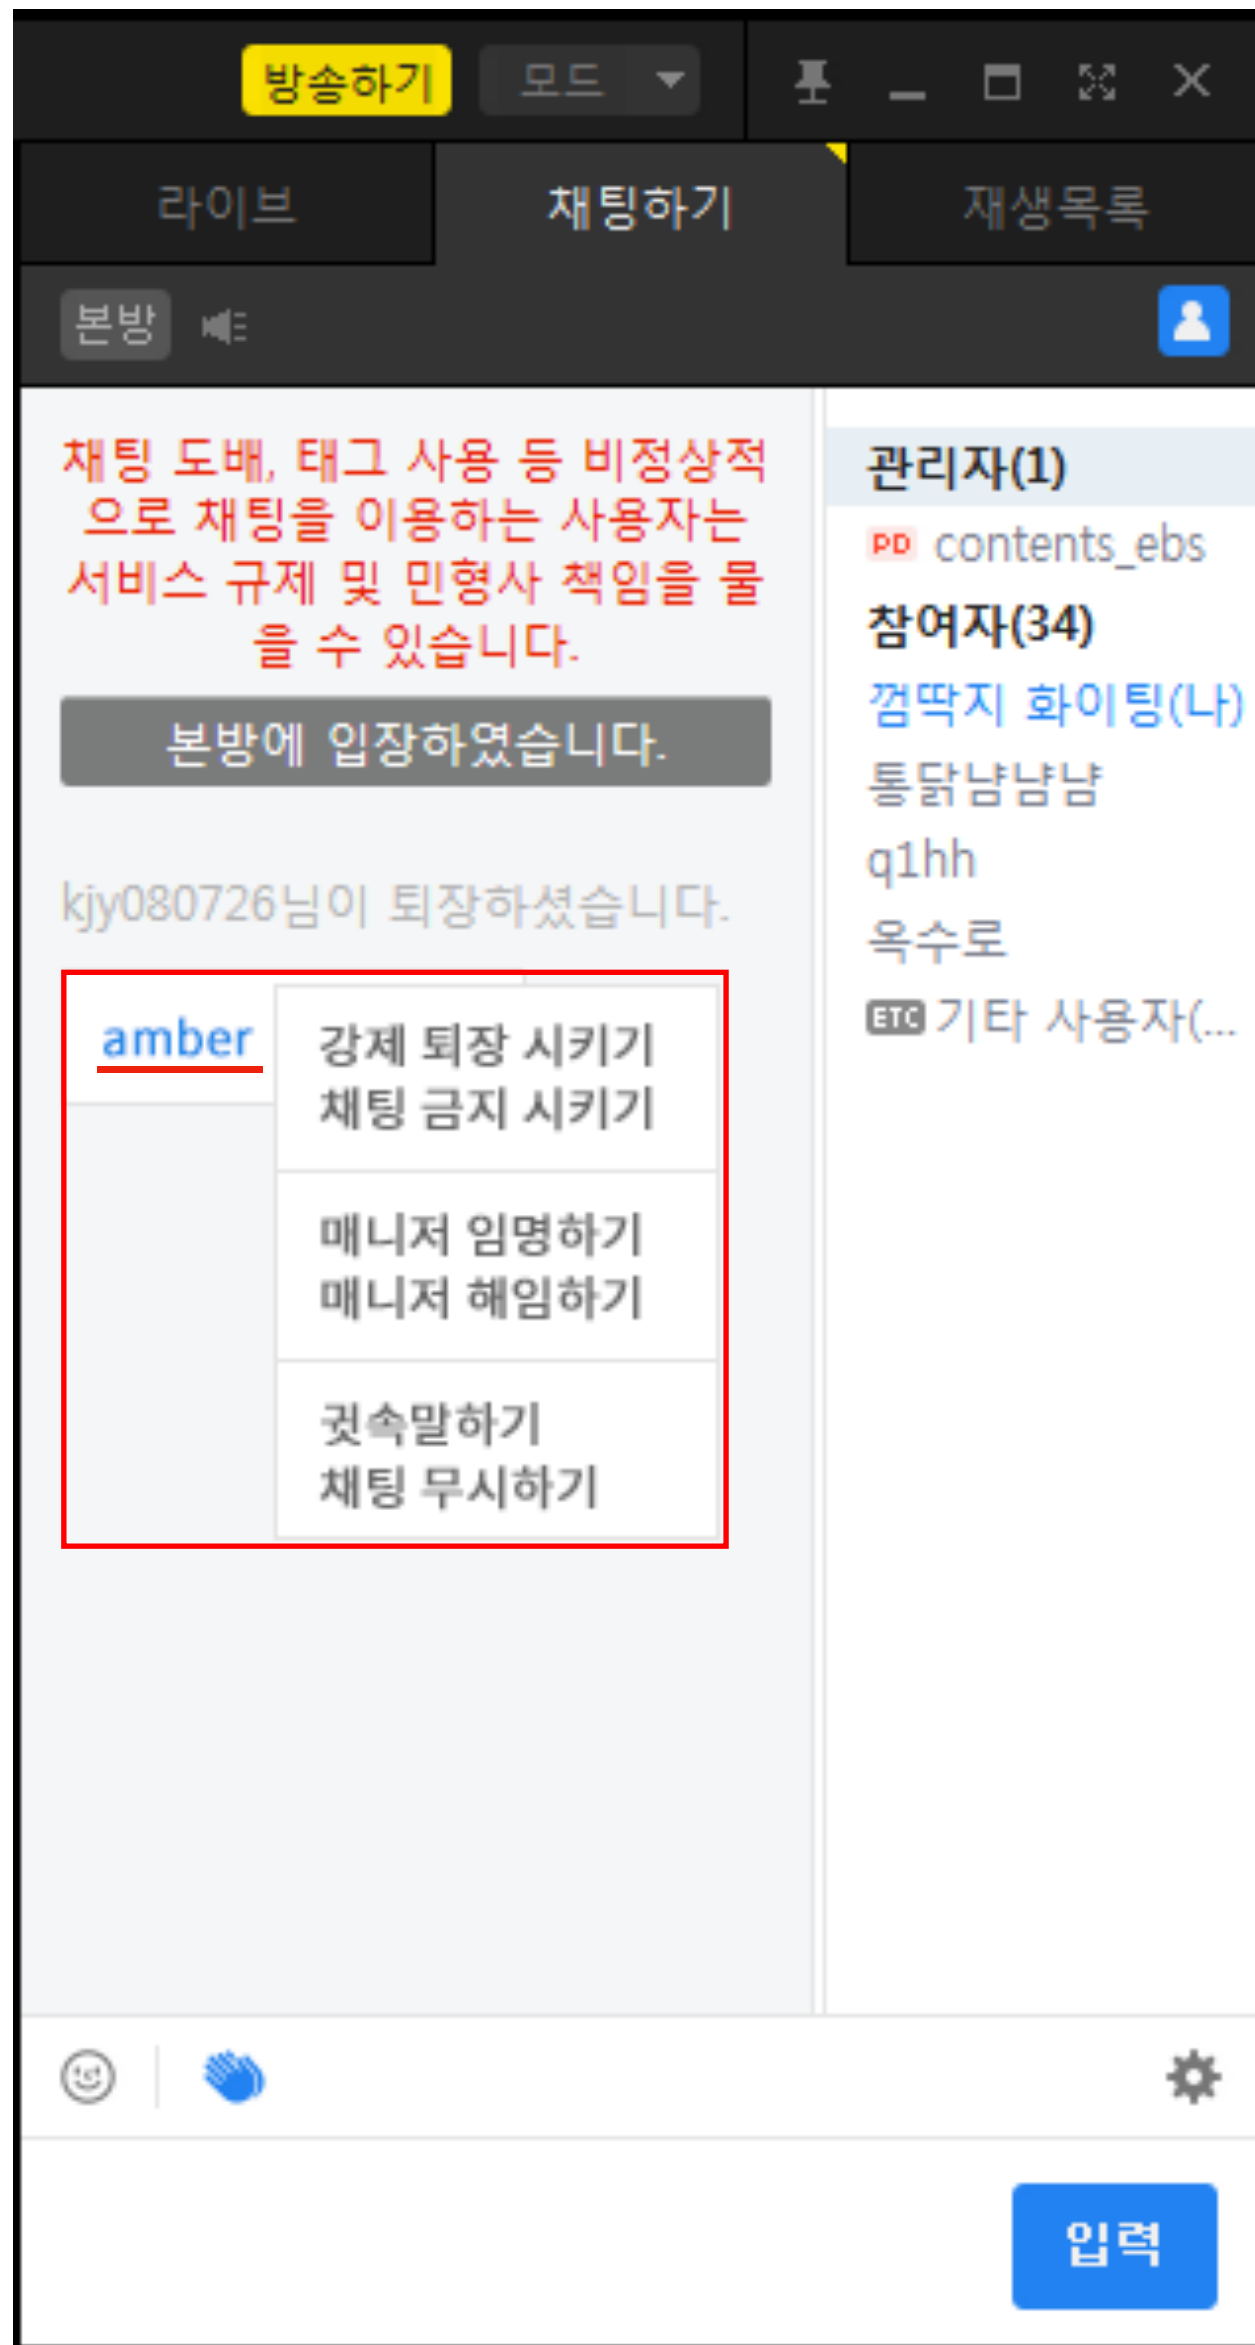 방송하기 모드
라이브 채팅하기 재생목록
본방
채팅 도배, 태그 사용 등 비정상적
으로 채팅을 이용하는 사용자는
서비스 규제 및 민형사 책임을 물
을 수 있습니다.
본방에 입장하였습니다.
kjy080726님이 퇴장하셨습니다.
amber
강제 퇴장 시키기
채팅 금지 시키기
매니저 임명하기
매니저 해임하기
귓속말하기
채팅 무시하기
관리자(1)
PD contents_ebs
참여자(34)
껌딱지 화이팅(나)
통닭냠냠냠
q1hh
옥수로
ETC 기타 사용자(...
입력